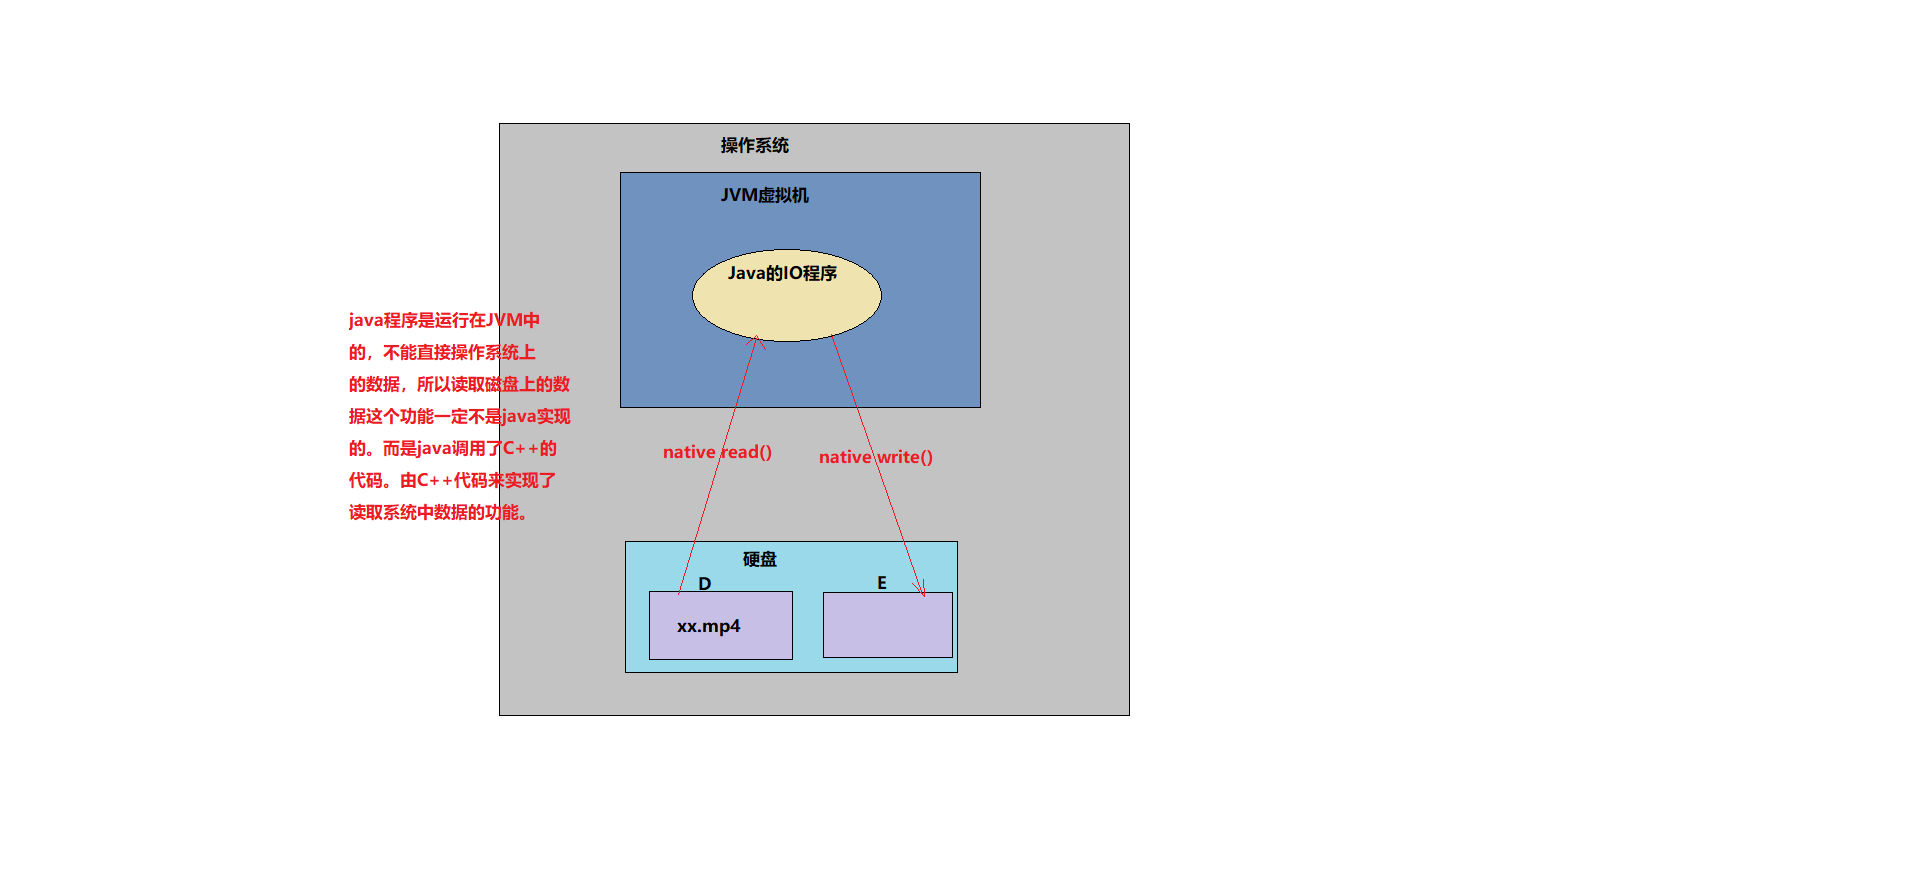 操作系统
JVM虚拟机
Java的IO程序
java程序是运行在JVM中
的，不能直接操作系统上
的数据，所以读取磁盘上的数
据这个功能一定不是java实现
的。而是java调用了C++的
代码。由C++代码来实现了
读取系统中数据的功能。
native read()
native write()
硬盘
D
E
xx.mp4